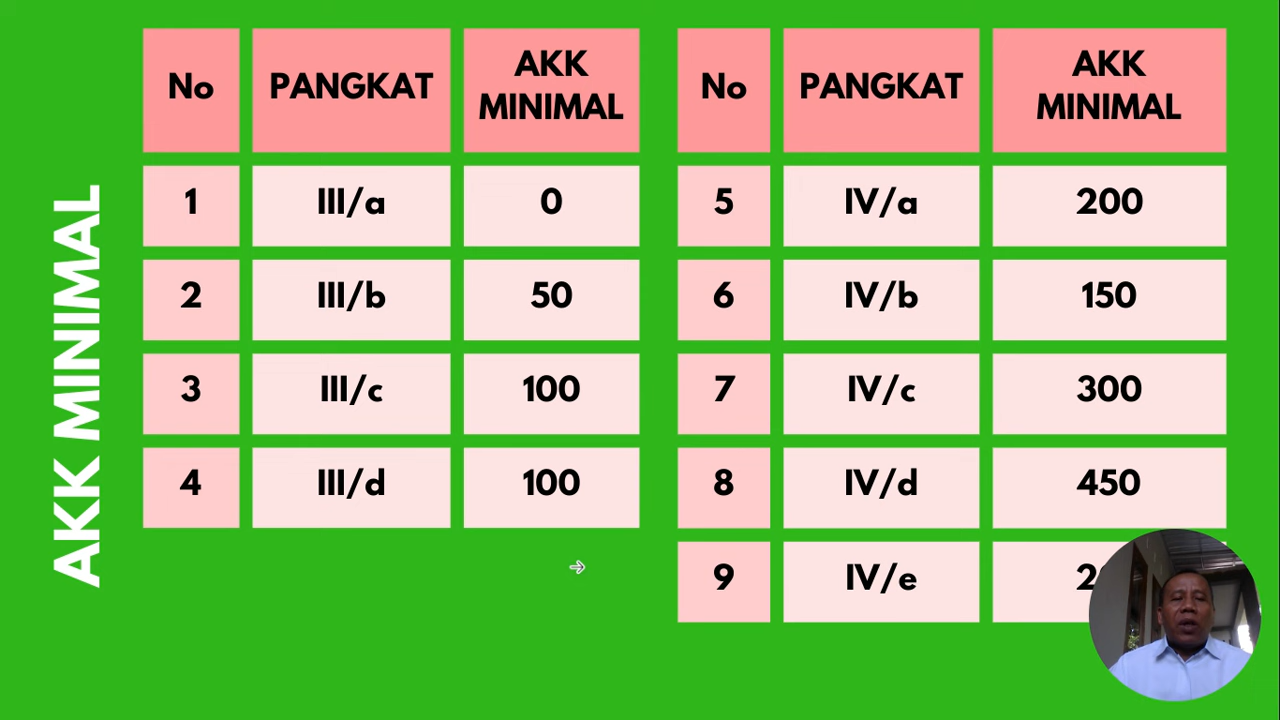 AKK MINIMAL
No PANGKAT AKK MINIMAL
1 III/a 0
2 III/b 50
3 III/c 100
4 III/d 100
No PANGKAT AKK MINIMAL
5 IV/a 200
6 IV/b 150
7 IV/c 300
8 IV/d 450
9 IV/e